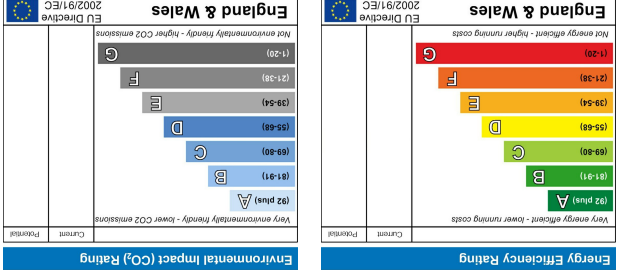 Energy Efficiency Rating
Current
Potential
Very energy efficient - lower running costs
(92 plus) A
(81-91) B
(69-80) C
(55-68) D
(39-54) E
(21-38) F
(1-20) G
Not energy efficient - higher running costs
England & Wales
EU Directive
2002/91/EC
Environmental Impact (CO₂) Rating
Current
Potential
Very environmentally friendly - lower CO2 emissions
(92 plus) A
(81-91) B
(69-80) C
(55-68) D
(39-54) E
(21-38) F
(1-20) G
Not environmentally friendly - higher CO2 emissions
England & Wales
EU Directive
2002/91/EC